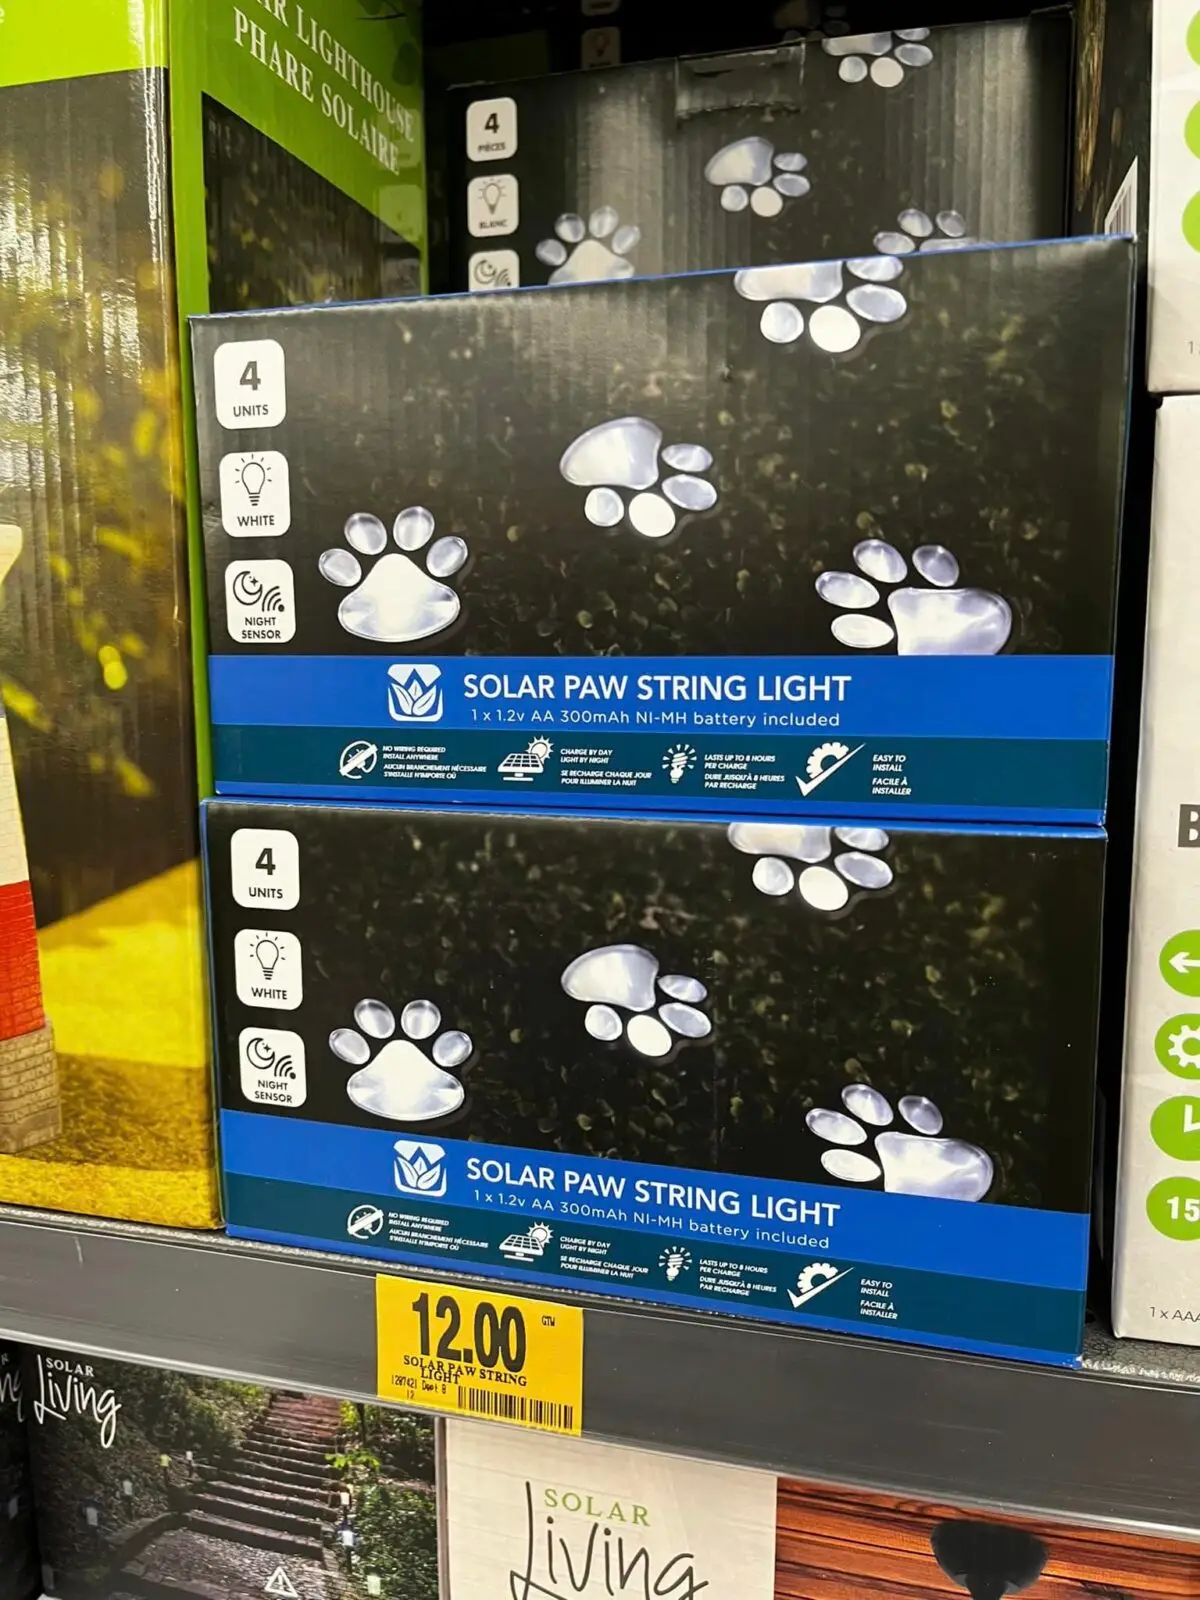 LIGHTHOUSE
PHARE SOLAIRE
4
PIÈCES
BLANC
4
UNITS
WHITE
NIGHT
SENSOR
SOLAR PAW STRING LIGHT
1 x 1.2v AA 300mAh NI-MH battery included
NO WIRING REQUIRED
INSTALL ANYWHERE
AUCUN BRANCHEMENT NÉCESSAIRE
S'INSTALLE N'IMPORTE OÙ
CHARGE BY DAY
LIGHT BY NIGHT
SE RECHARGE CHAQUE JOUR
POUR ILLUMINER LA NUIT
LASTS UP TO 8 HOURS
PER CHARGE
DURE JUSQU'À 8 HEURES
PAR RECHARGE
EASY TO
INSTALL
FACILE À
INSTALLER
4
UNITS
WHITE
NIGHT
SENSOR
SOLAR PAW STRING LIGHT
1 x 1.2v AA 300mAh NI-MH battery included
NO WIRING REQUIRED
INSTALL ANYWHERE
AUCUN BRANCHEMENT NÉCESSAIRE
S'INSTALLE N'IMPORTE OÙ
CHARGE BY DAY
LIGHT BY NIGHT
SE RECHARGE CHAQUE JOUR
POUR ILLUMINER LA NUIT
LASTS UP TO 8 HOURS
PER CHARGE
DURE JUSQU'À 8 HEURES
PAR RECHARGE
EASY TO
INSTALL
FACILE À
INSTALLER
12.00
GTW
SOLAR PAW STRING
LIGHT
1287421 Dept 8
12
SOLAR
Living
SOLAR
Living
B
15
1 x AAA